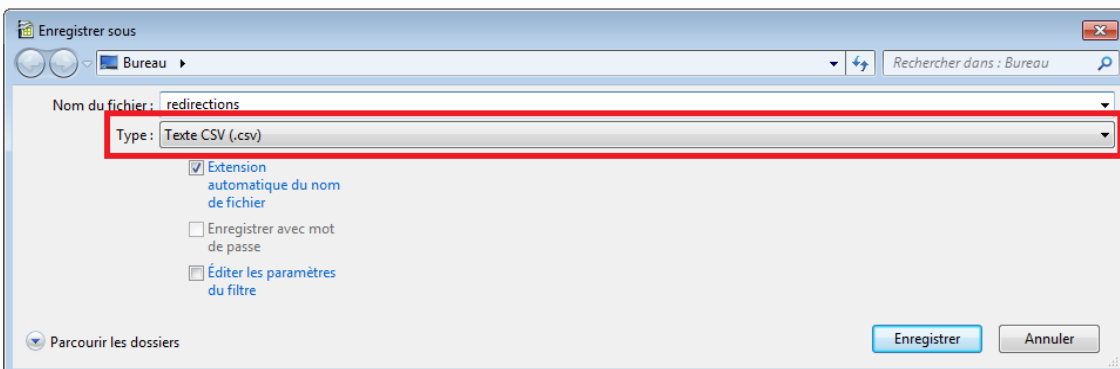 Enregistrer sous
Bureau
Rechercher dans : Bureau
Nom du fichier : redirections
Type : Texte CSV (.csv)
Extension
automatique du nom
de fichier
Enregistrer avec mot
de passe
Éditer les paramètres
du filtre
Parcourir les dossiers
Enregistrer
Annuler